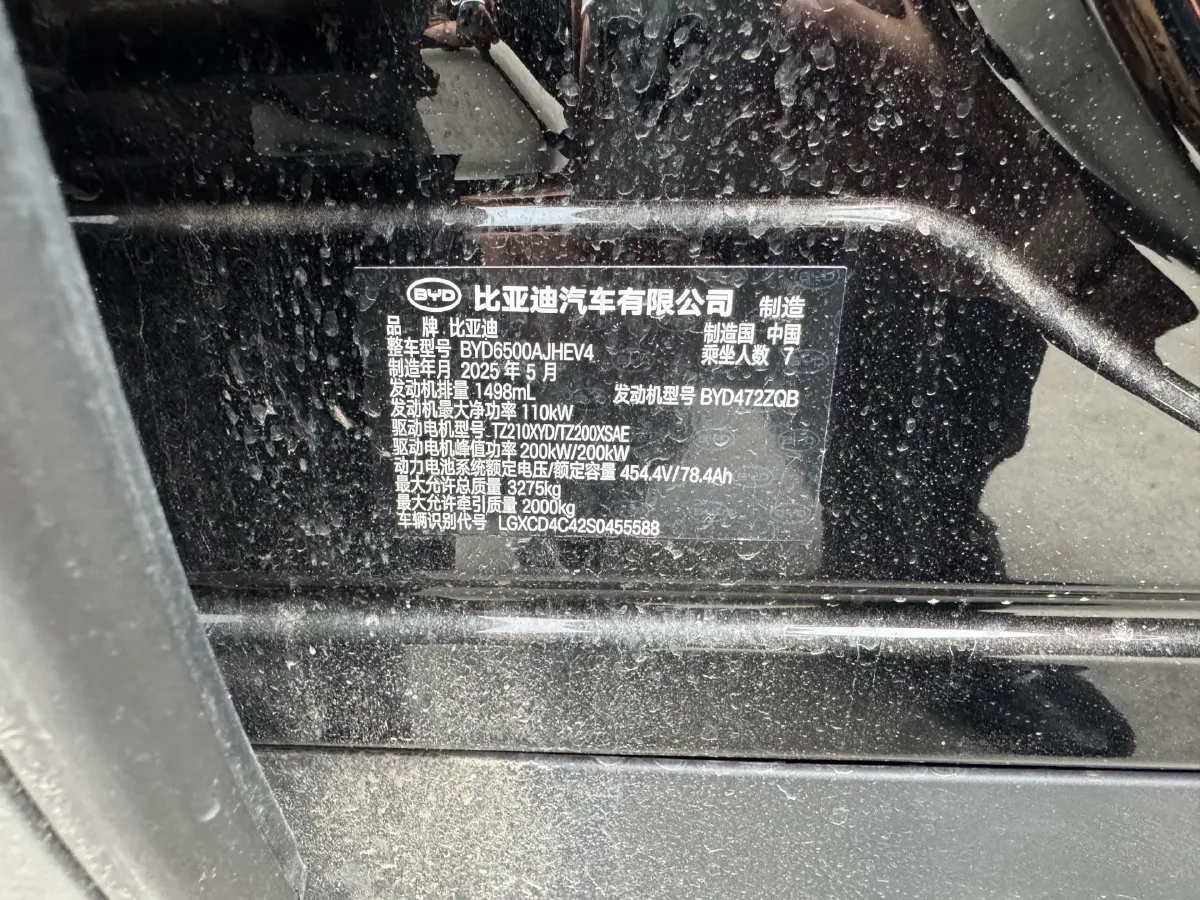 BYD 比亚迪汽车有限公司 制造
品 牌 比亚迪 制造国 中国
整车型号 BYD6500AJHEV4 乘坐人数 7
制造年月 2025 年 5 月
发动机排量 1498mL 发动机型号 BYD472ZQB
发动机最大净功率 110kW
驱动电机型号 TZ210XYD/TZ200XSAE
驱动电机峰值功率 200kW/200kW
动力电池系统额定电压/额定容量 454.4V/78.4Ah
最大允许总质量 3275kg
最大允许牵引质量 2000kg
车辆识别代号 LGXCD4C42S0455588